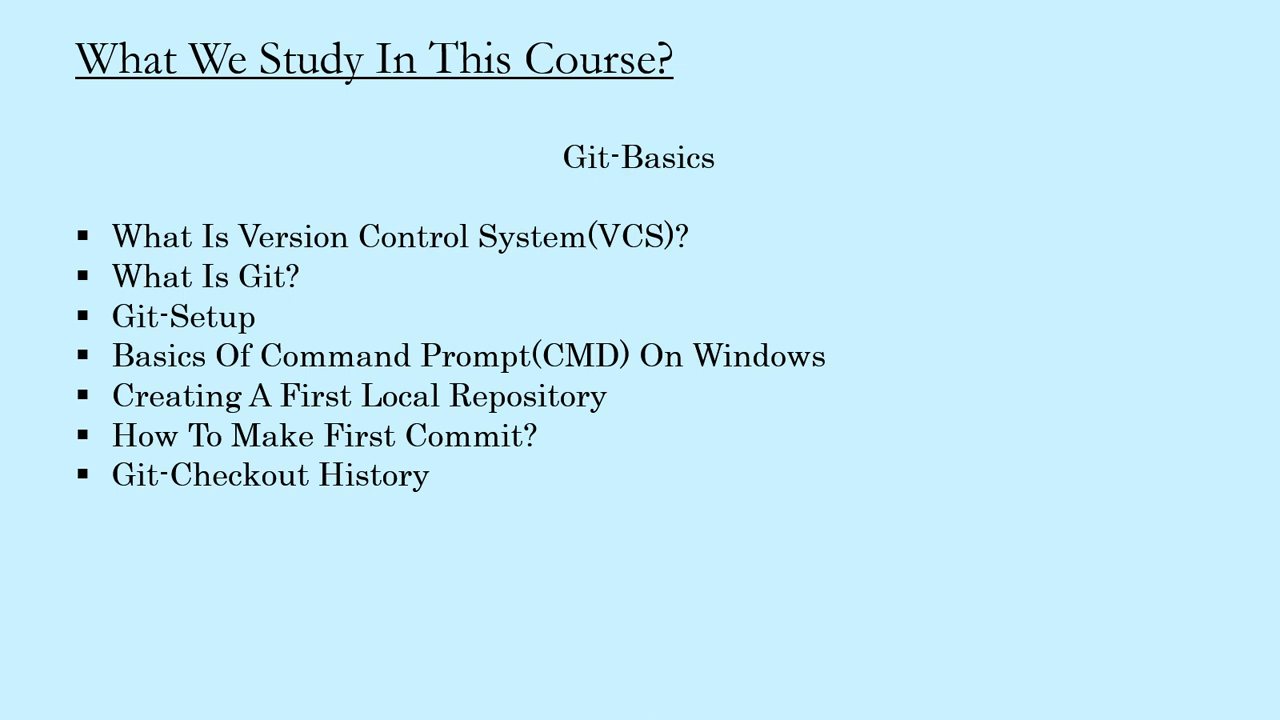 What We Study In This Course?
Git-Basics
▪ What Is Version Control System(VCS)?
▪ What Is Git?
▪ Git-Setup
▪ Basics Of Command Prompt(CMD) On Windows
▪ Creating A First Local Repository
▪ How To Make First Commit?
▪ Git-Checkout History